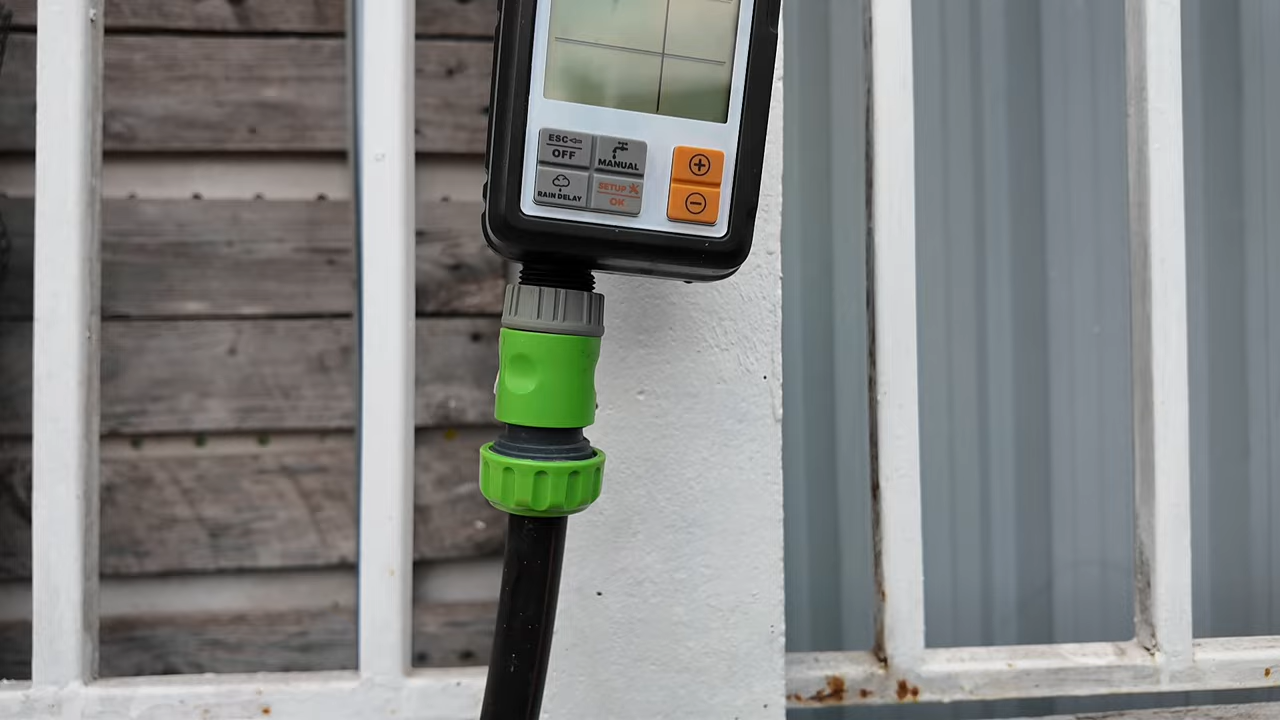 ESC
OFF
MANUAL
RAIN DELAY
SETUP
OK